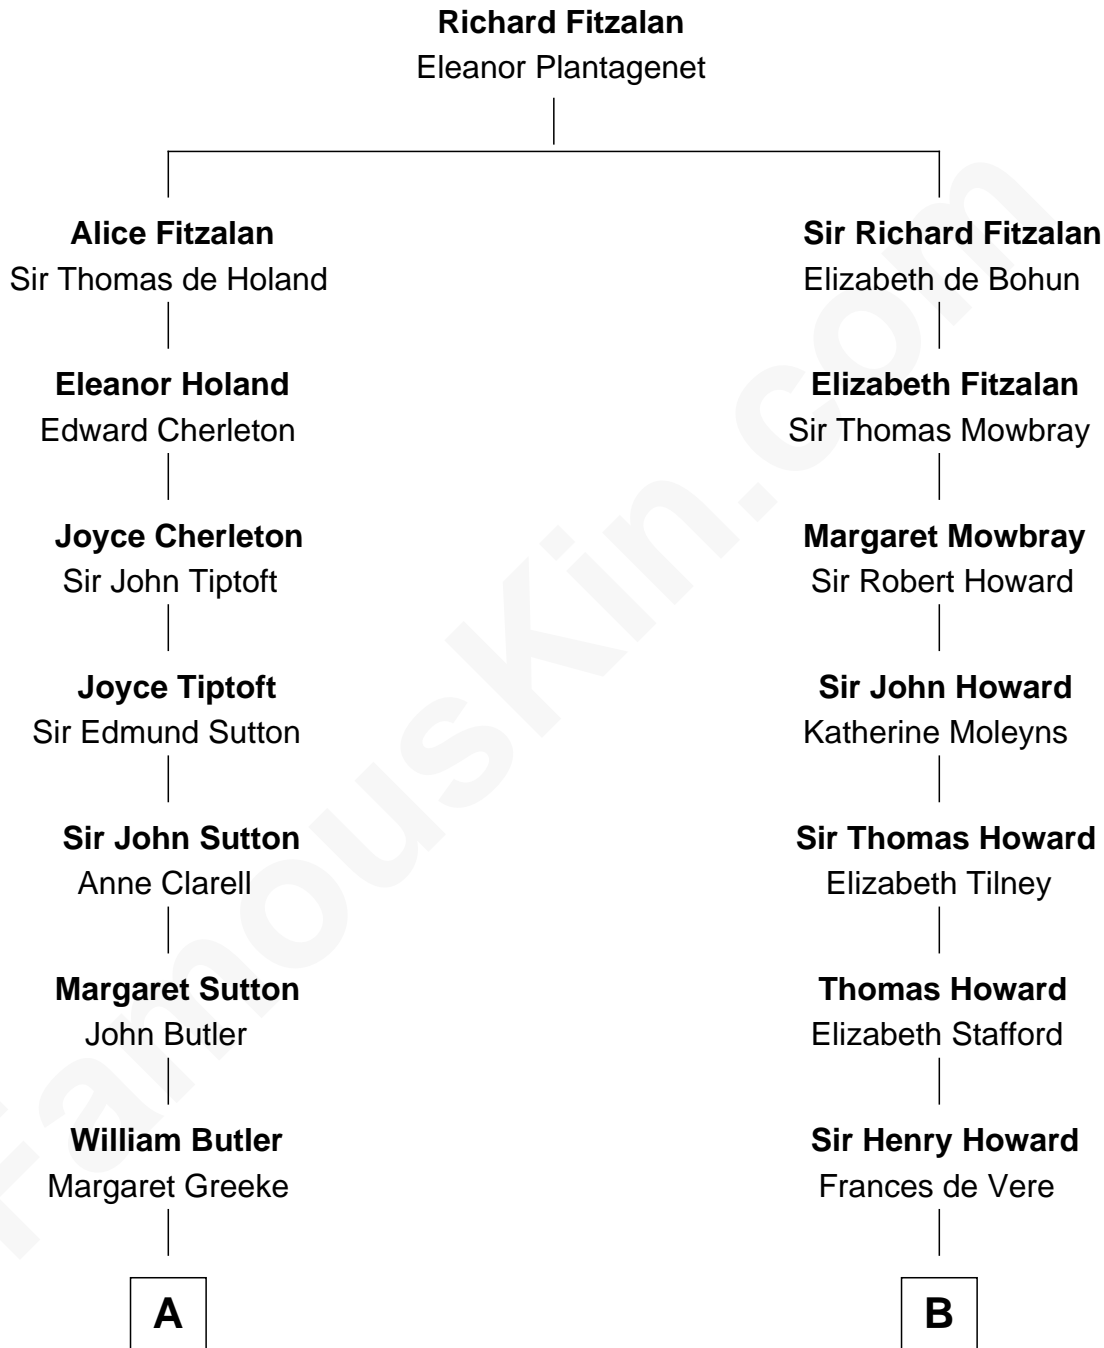 Richard Fitzalan
Eleanor Plantagenet
Alice Fitzalan
Sir Thomas de Holand
Sir Richard Fitzalan
Elizabeth de Bohun
Eleanor Holand
Edward Cherleton
Elizabeth Fitzalan
Sir Thomas Mowbray
Joyce Cherleton
Sir John Tiptoft
Margaret Mowbray
Sir Robert Howard
Joyce Tiptoft
Sir Edmund Sutton
Sir John Howard
Katherine Moleyns
Sir John Sutton
Anne Clarell
Sir Thomas Howard
Elizabeth Tilney
Margaret Sutton
John Butler
Thomas Howard
Elizabeth Stafford
William Butler
Margaret Greeke
Sir Henry Howard
Frances de Vere
A
B
FamousKin.com